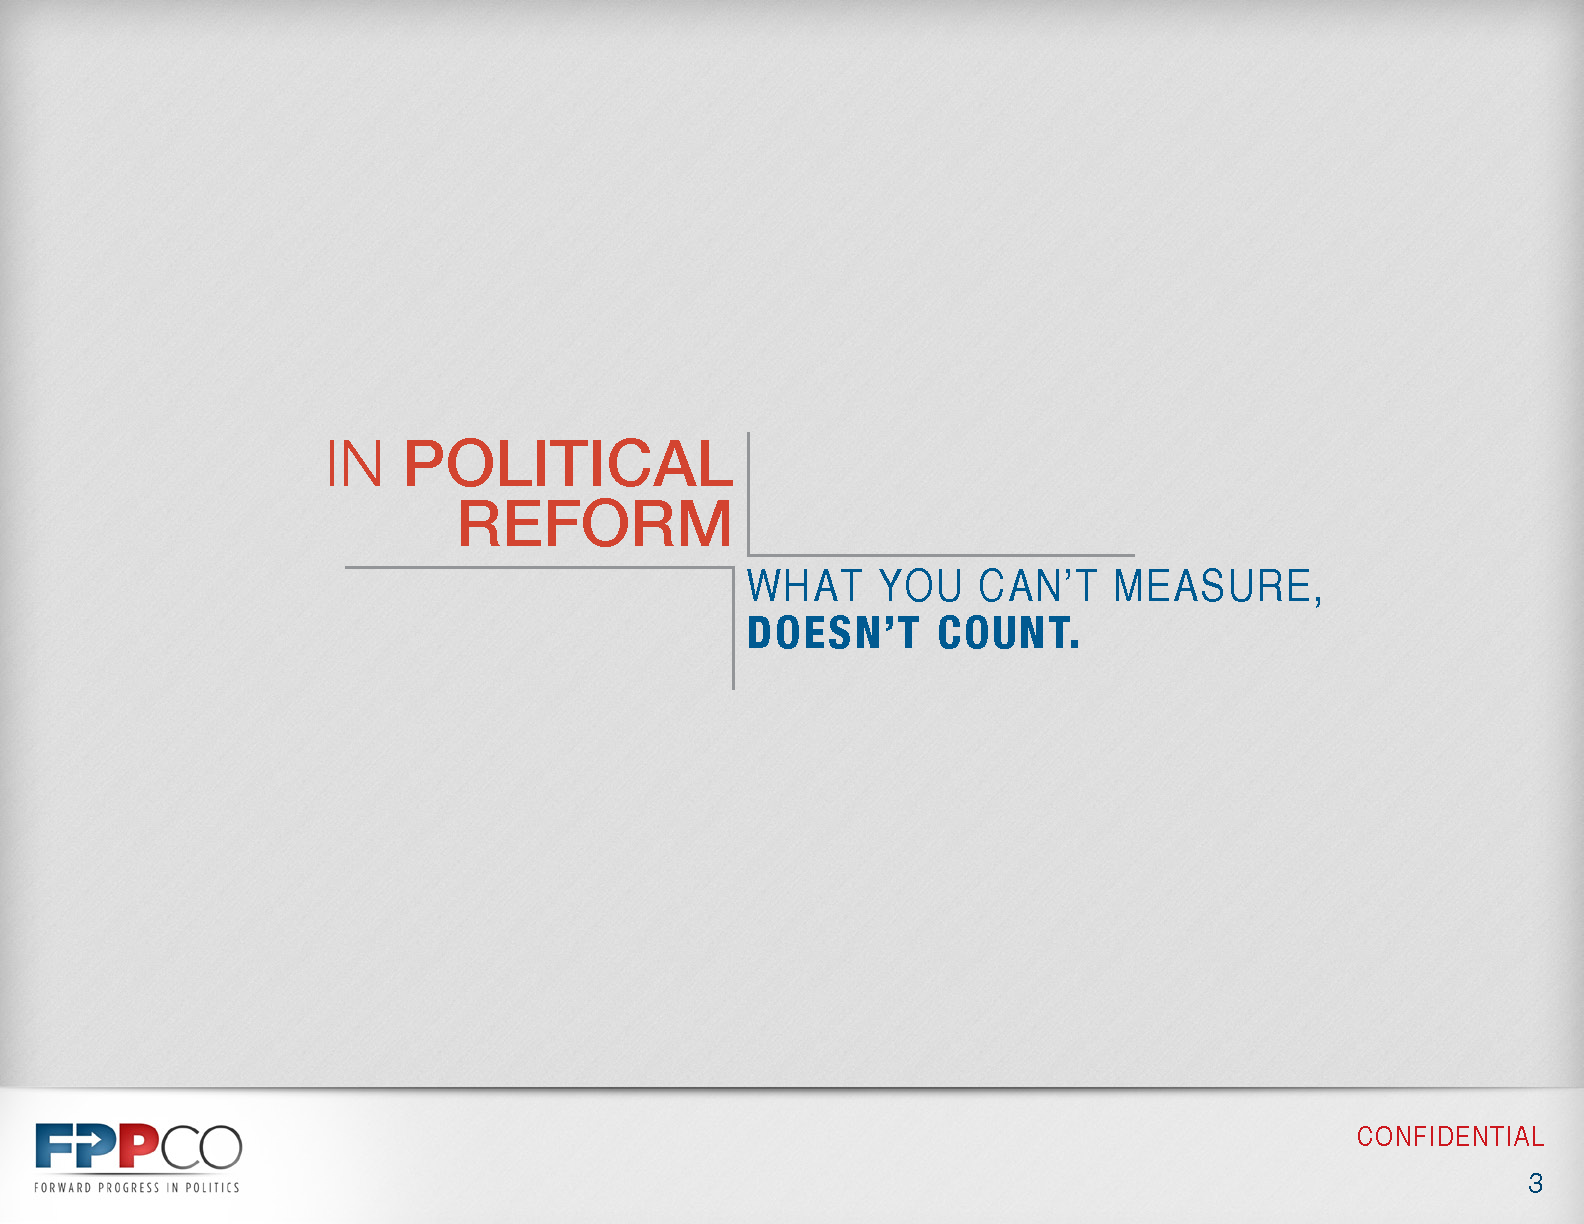 IN POLITICAL
REFORM
WHAT YOU CAN’T MEASURE,
DOESN’T COUNT.
FPPCO
FORWARD PROGRESS IN POLITICS
CONFIDENTIAL
3